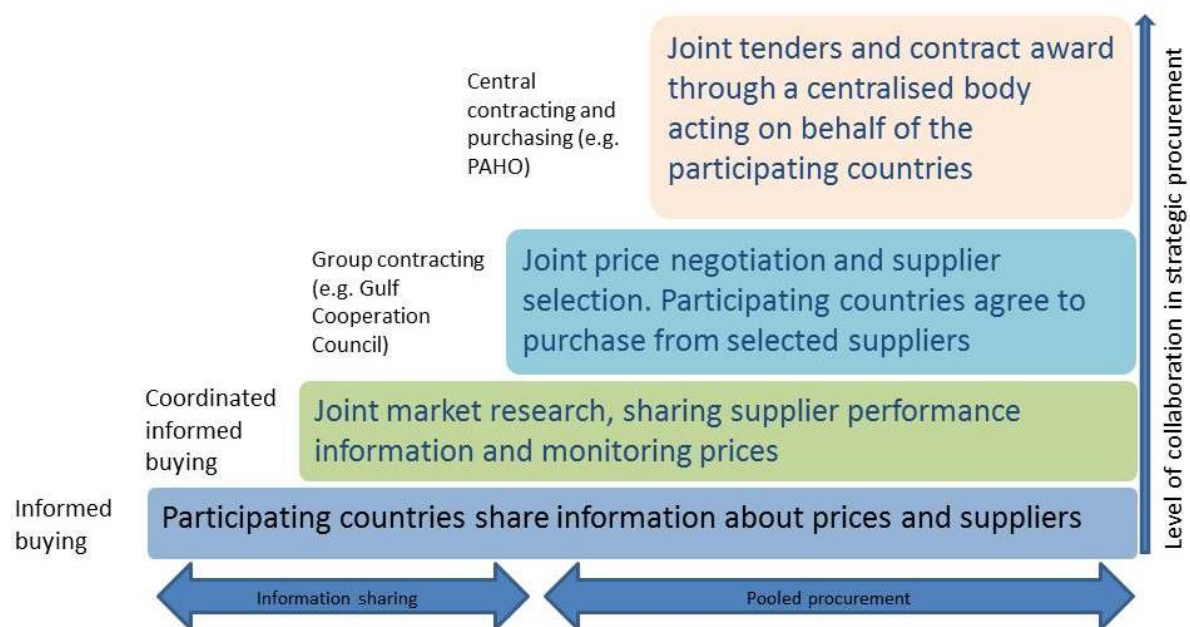 Central
contracting and
purchasing (e.g.
PAHO)
Joint tenders and contract award
through a centralised body
acting on behalf of the
participating countries
Group contracting
(e.g. Gulf
Cooperation
Council)
Joint price negotiation and supplier
selection. Participating countries agree to
purchase from selected suppliers
Coordinated
informed
buying
Joint market research, sharing supplier performance
information and monitoring prices
Informed
buying
Participating countries share information about prices and suppliers
Information sharing
Pooled procurement
Level of collaboration in strategic procurement